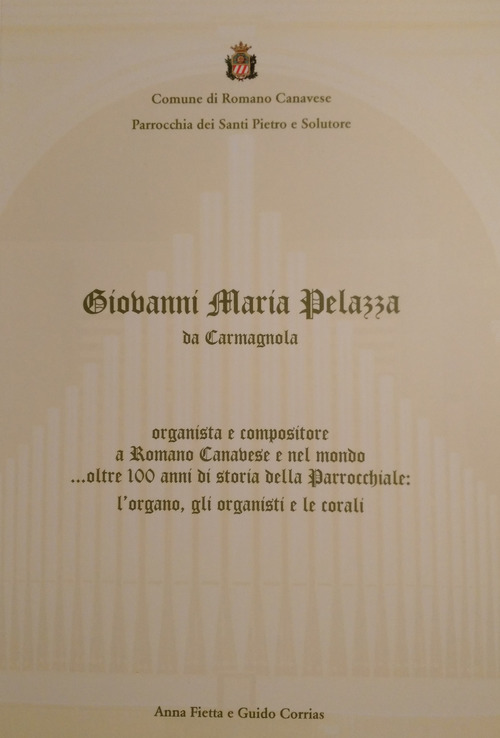 Comune di Romano Canavese
Parrocchia dei Santi Pietro e Solutore
Giovanni Maria Pelazza
da Carmagnola
organista e compositore
a Romano Canavese e nel mondo
...oltre 100 anni di storia della Parrocchiale:
l'organo, gli organisti e le corali
Anna Fietta e Guido Corrias